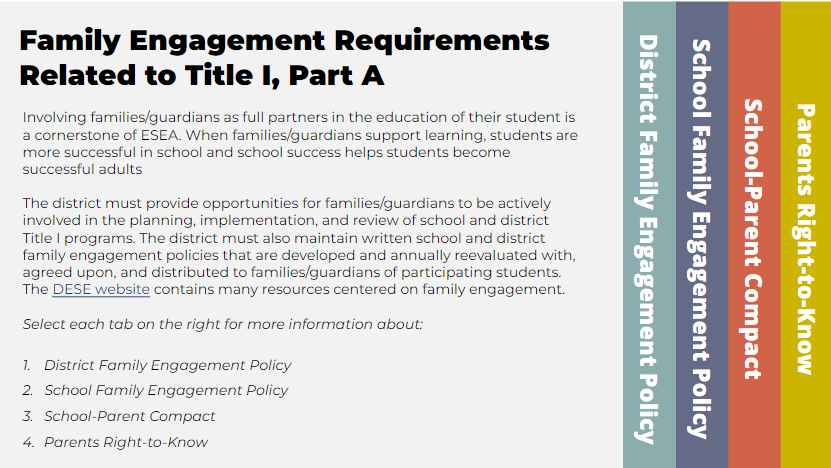 Family Engagement Requirements
Related to Title I, Part A
Involving families/guardians as full partners in the education of their student is
a cornerstone of ESEA. When families/guardians support learning, students are
more successful in school and school success helps students become
successful adults
The district must provide opportunities for families/guardians to be actively
involved in the planning, implementation, and review of school and district
Title I programs. The district must also maintain written school and district
family engagement policies that are developed and annually reevaluated with,
agreed upon, and distributed to families/guardians of participating students.
The DESE website contains many resources centered on family engagement.
Select each tab on the right for more information about:
1. District Family Engagement Policy
2. School Family Engagement Policy
3. School-Parent Compact
4. Parents Right-to-Know
District Family Engagement Policy
School Family Engagement Policy
School-Parent Compact
Parents Right-to-Know